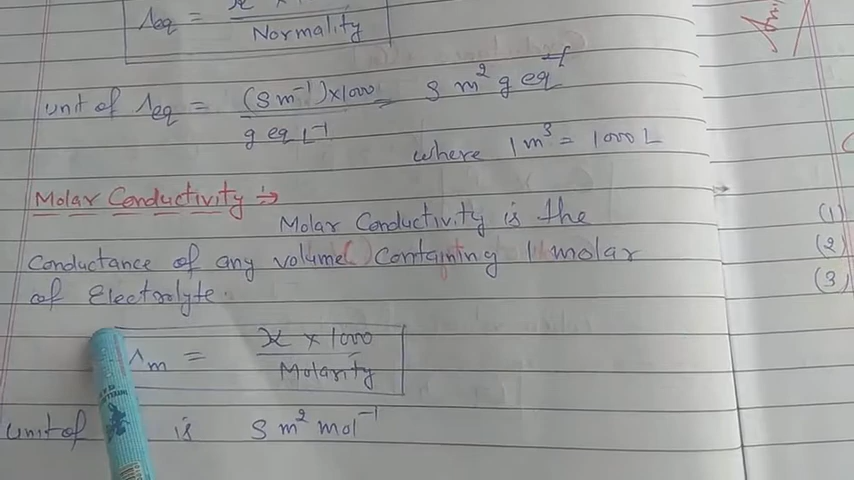 Λeq = ϰ ×
Normality
unit of Λeq = (S m⁻¹) × 1000 = S m² g eq⁻¹
g eq L⁻¹
where 1 m³ = 1000 L
Molar Conductivity :→
Molar Conductivity is the
(1)
Conductance of any volume Containing 1 molar
(2)
of Electrolyte.
(3)
Λm = ϰ × 1000
Molarity
unit of is S m² mol⁻¹